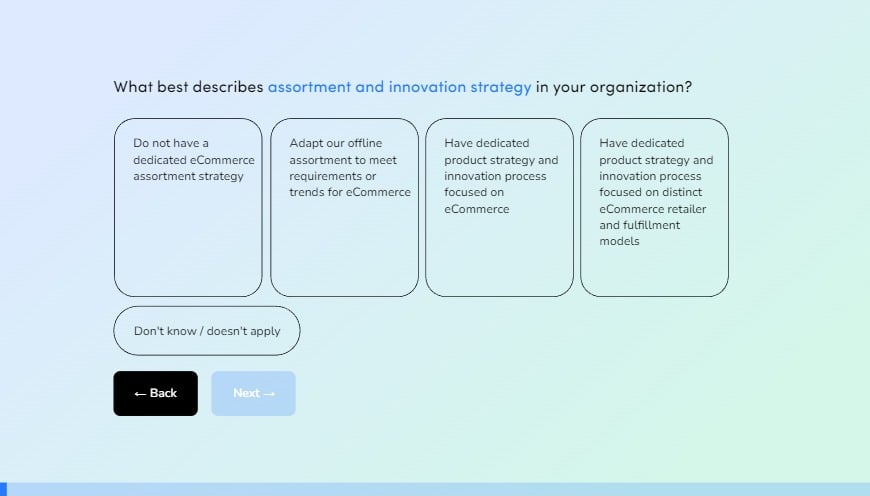 What best describes assortment and innovation strategy in your organization?
Do not have a
dedicated eCommerce
assortment strategy
Adapt our offline
assortment to meet
requirements or
trends for eCommerce
Have dedicated
product strategy and
innovation process
focused on
eCommerce
Have dedicated
product strategy and
innovation process
focused on distinct
eCommerce retailer
and fulfillment
models
Don't know / doesn't apply
← Back
Next →